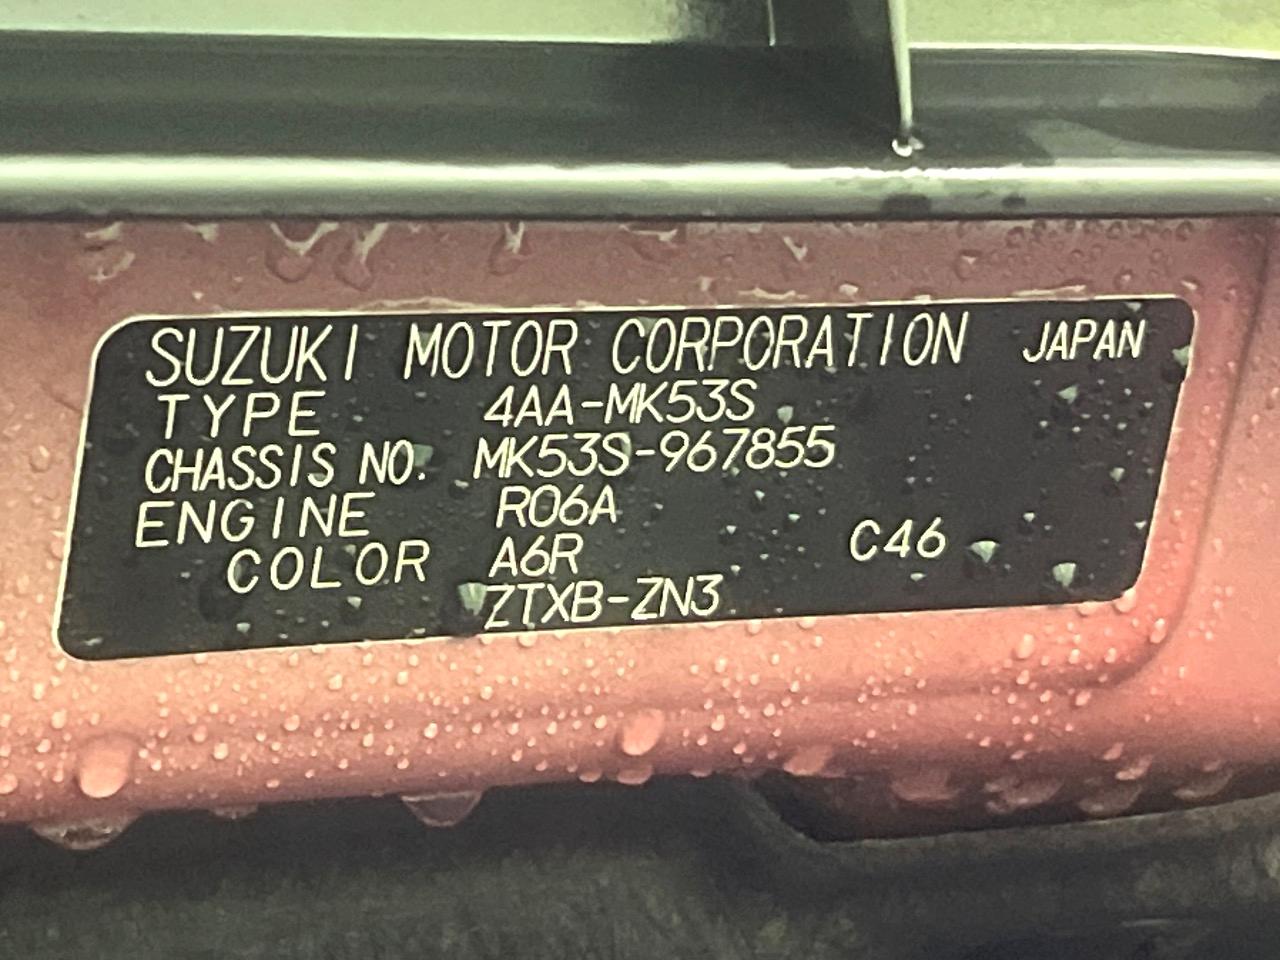 SUZUKI MOTOR CORPORATION JAPAN
TYPE 4AA-MK53S
CHASSIS NO. MK53S-967855
ENGINE R06A
COLOR A6R C46
ZTXB-ZN3